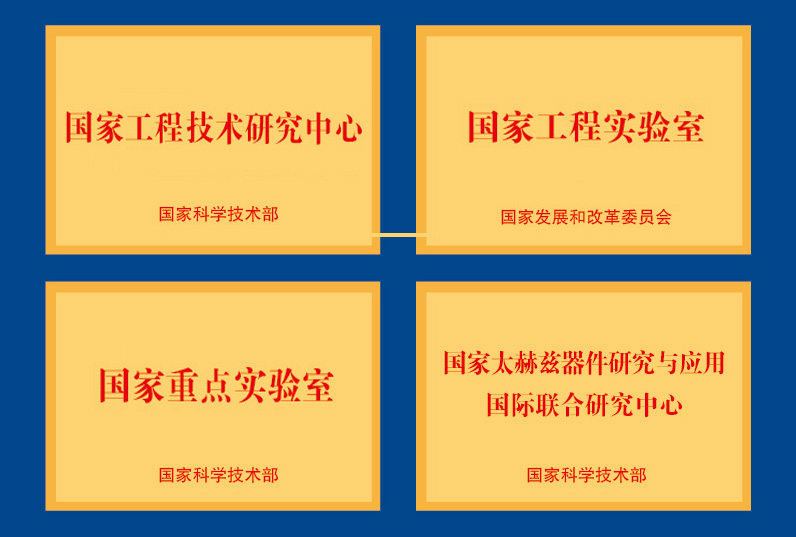 国家工程技术研究中心
国家科学技术部
国家工程实验室
国家发展和改革委员会
国家重点实验室
国家科学技术部
国家太赫兹器件研究与应用
国际联合研究中心
国家科学技术部